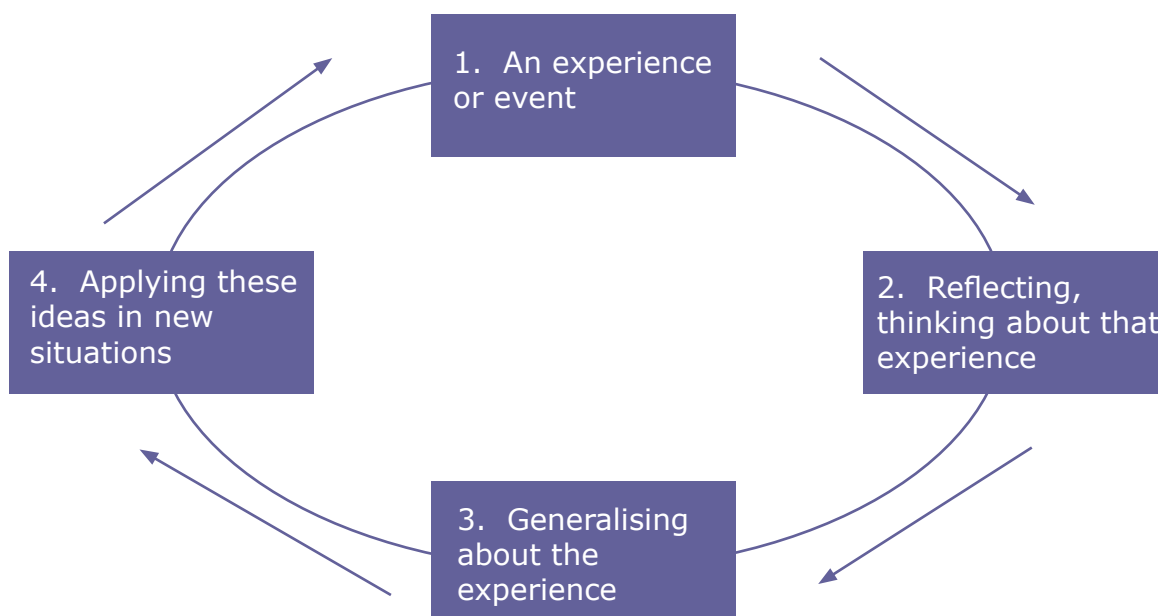 1.  An experience
or event
2.  Reflecting,
thinking about that
experience
3.  Generalising
about the
experience
4.  Applying these
ideas in new
situations